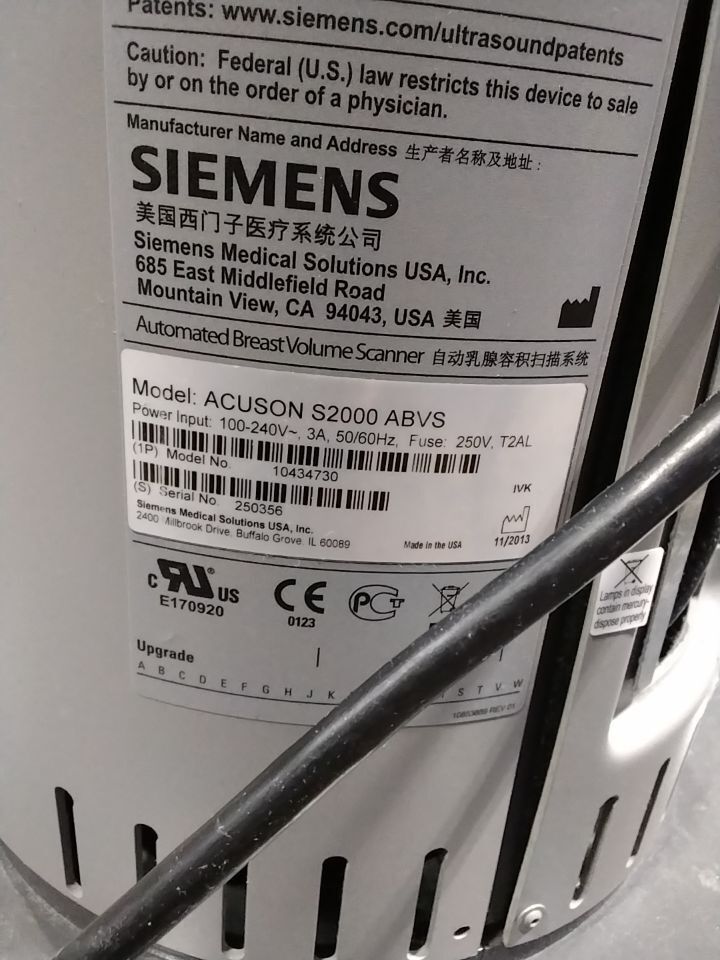 Patents: www.siemens.com/ultrasoundpatents
Caution: Federal (U.S.) law restricts this device to sale
by or on the order of a physician.
Manufacturer Name and Address 生产者名称及地址:
SIEMENS
美国西门子医疗系统公司
Siemens Medical Solutions USA, Inc.
685 East Middlefield Road
Mountain View, CA 94043, USA 美国
Automated Breast Volume Scanner 自动乳腺容积扫描系统
Model: ACUSON S2000 ABVS
Power Input: 100-240V~, 3A, 50/60Hz, Fuse: 250V, T2AL
(1P) Model No. 10434730
IVK
(S) Serial No. 250356
Siemens Medical Solutions USA, Inc.
2400 Millbrook Drive, Buffalo Grove, IL 60089
Made in the USA
11/2013
c RU ® US
E170920
CE
0123
РСТ
Lamps in display
contain mercury-
dispose properly
Upgrade
A B C D E F G H J K S T V W
REV 01